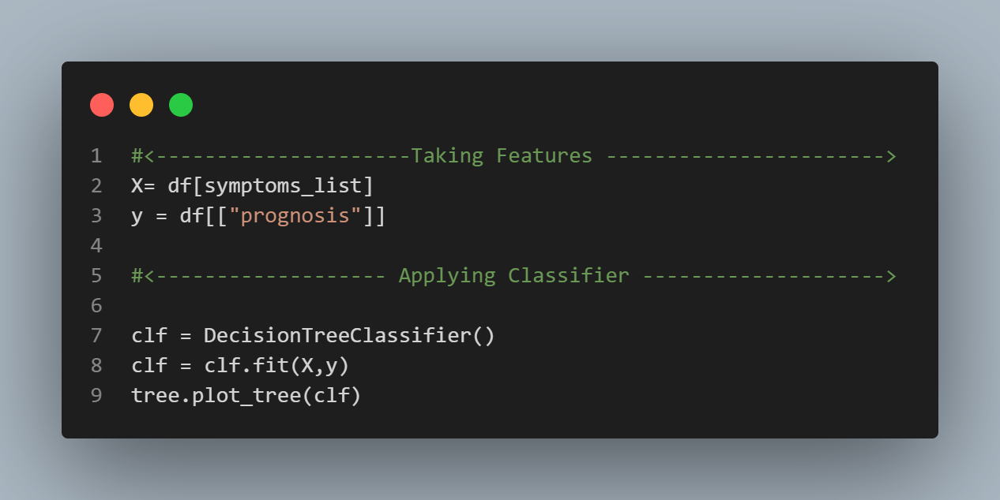 1 #<---------------------Taking Features ----------------------->
2 X= df[symptoms_list]
3 y = df[["prognosis"]]
4
5 #<------------------- Applying Classifier -------------------->
6
7 clf = DecisionTreeClassifier()
8 clf = clf.fit(X,y)
9 tree.plot_tree(clf)